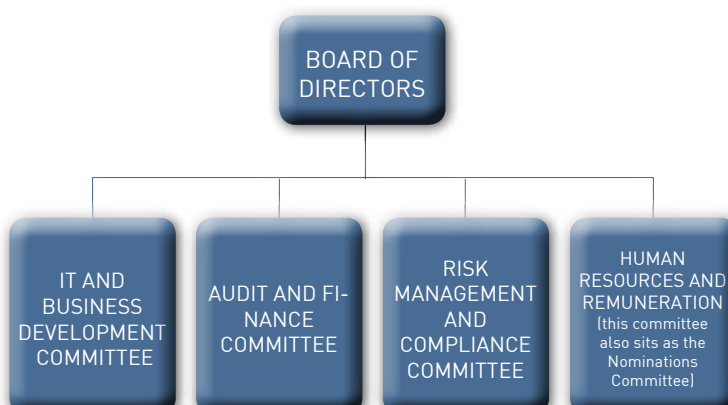 BOARD OF
DIRECTORS
IT AND
BUSINESS
DEVELOPMENT
COMMITTEE
AUDIT AND FI-
NANCE
COMMITTEE
RISK
MANAGEMENT
AND
COMPLIANCE
COMMITTEE
HUMAN
RESOURCES AND
REMUNERATION
(this committee
also sits as the
Nominations
Committee)